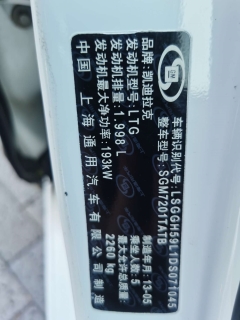 品牌:凯迪拉克
发动机型号:LTG
发动机排量:1.998 L
发动机最大净功率:193kW
中国 上海通用汽车有限公司制造
车辆识别代号:LSGGH59L1DS071045
整车型号:SGM7201TATB
制造年月:13-05
乘坐人数:5
最大允许总质量:
2260 kg